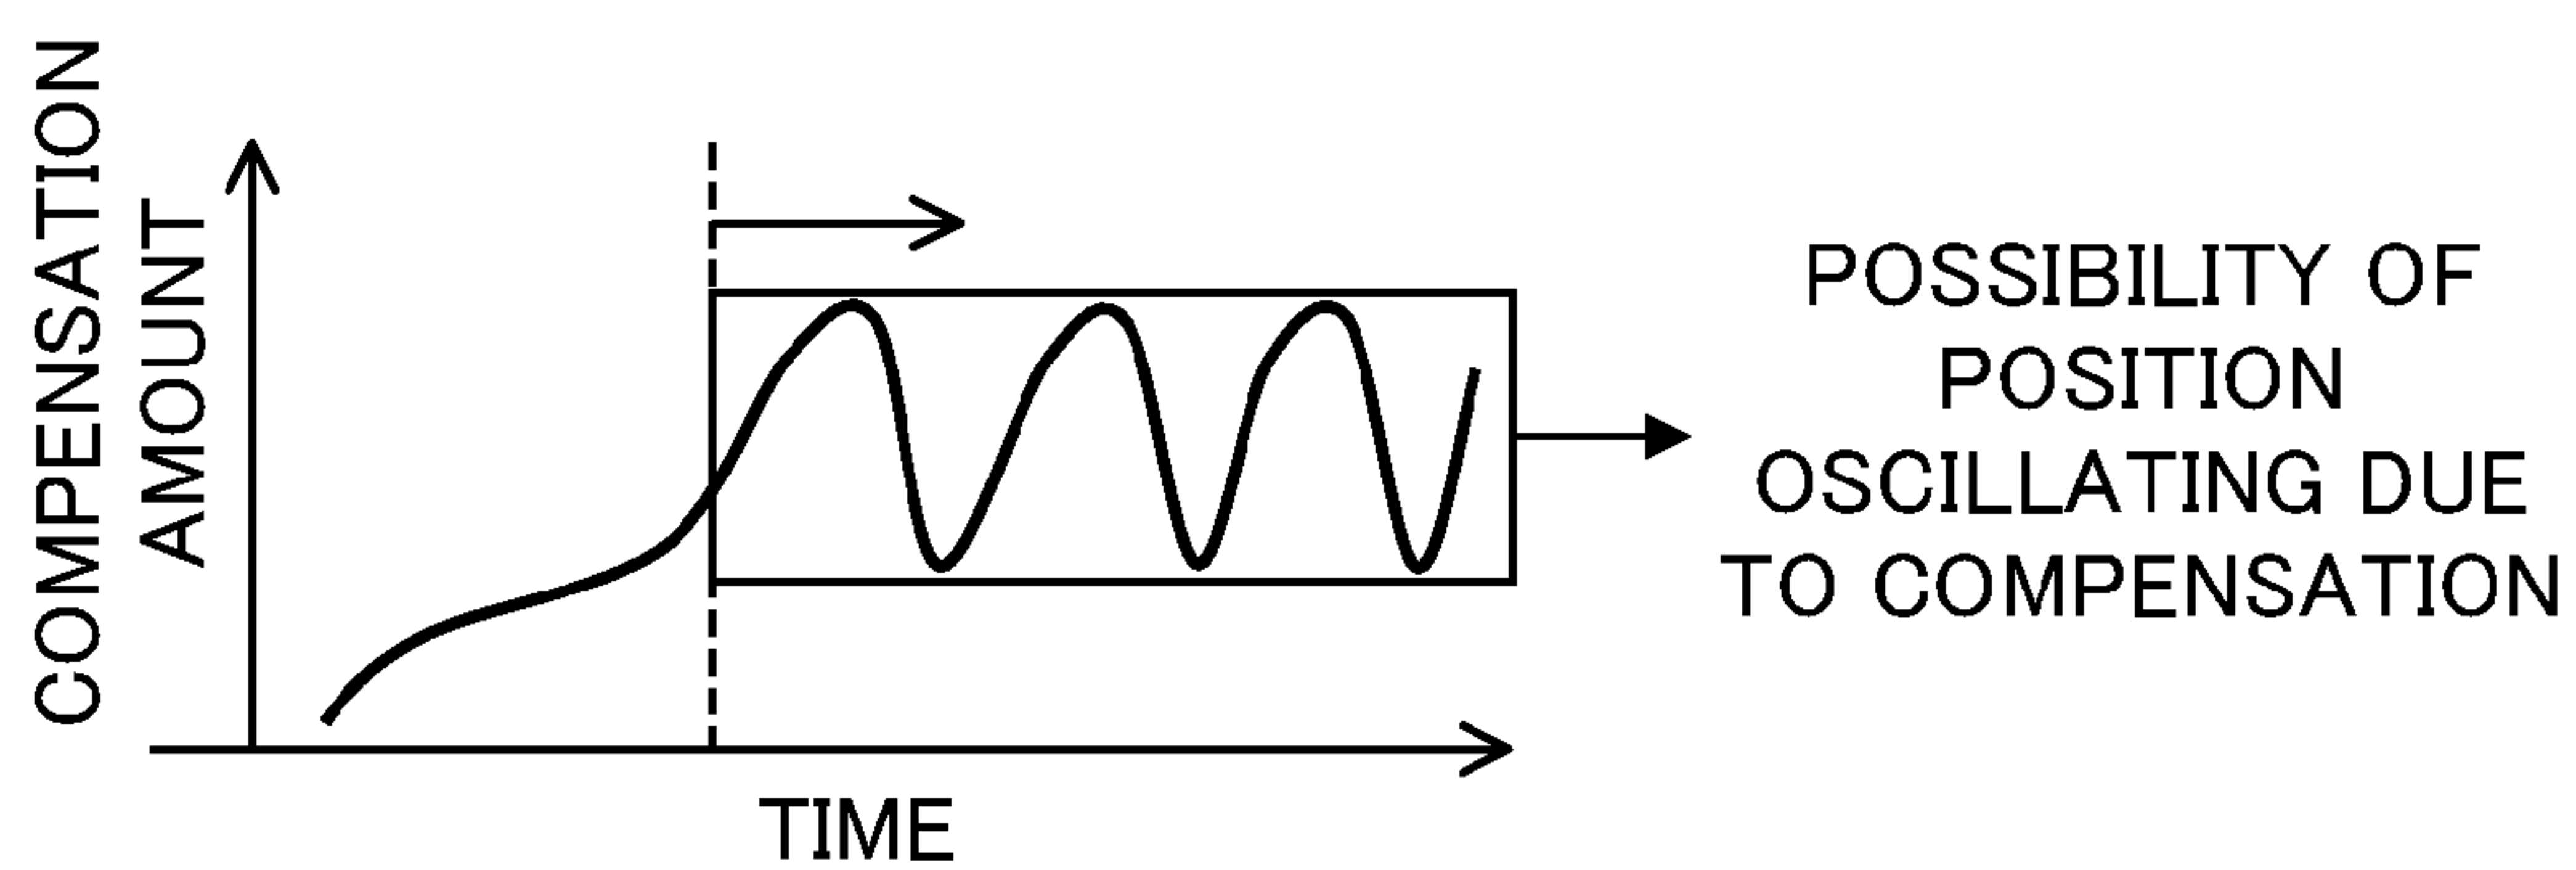 COMPENSATION
AMOUNT
POSSIBILITY OF
POSITION
OSCILLATING DUE
TO COMPENSATION
TIME